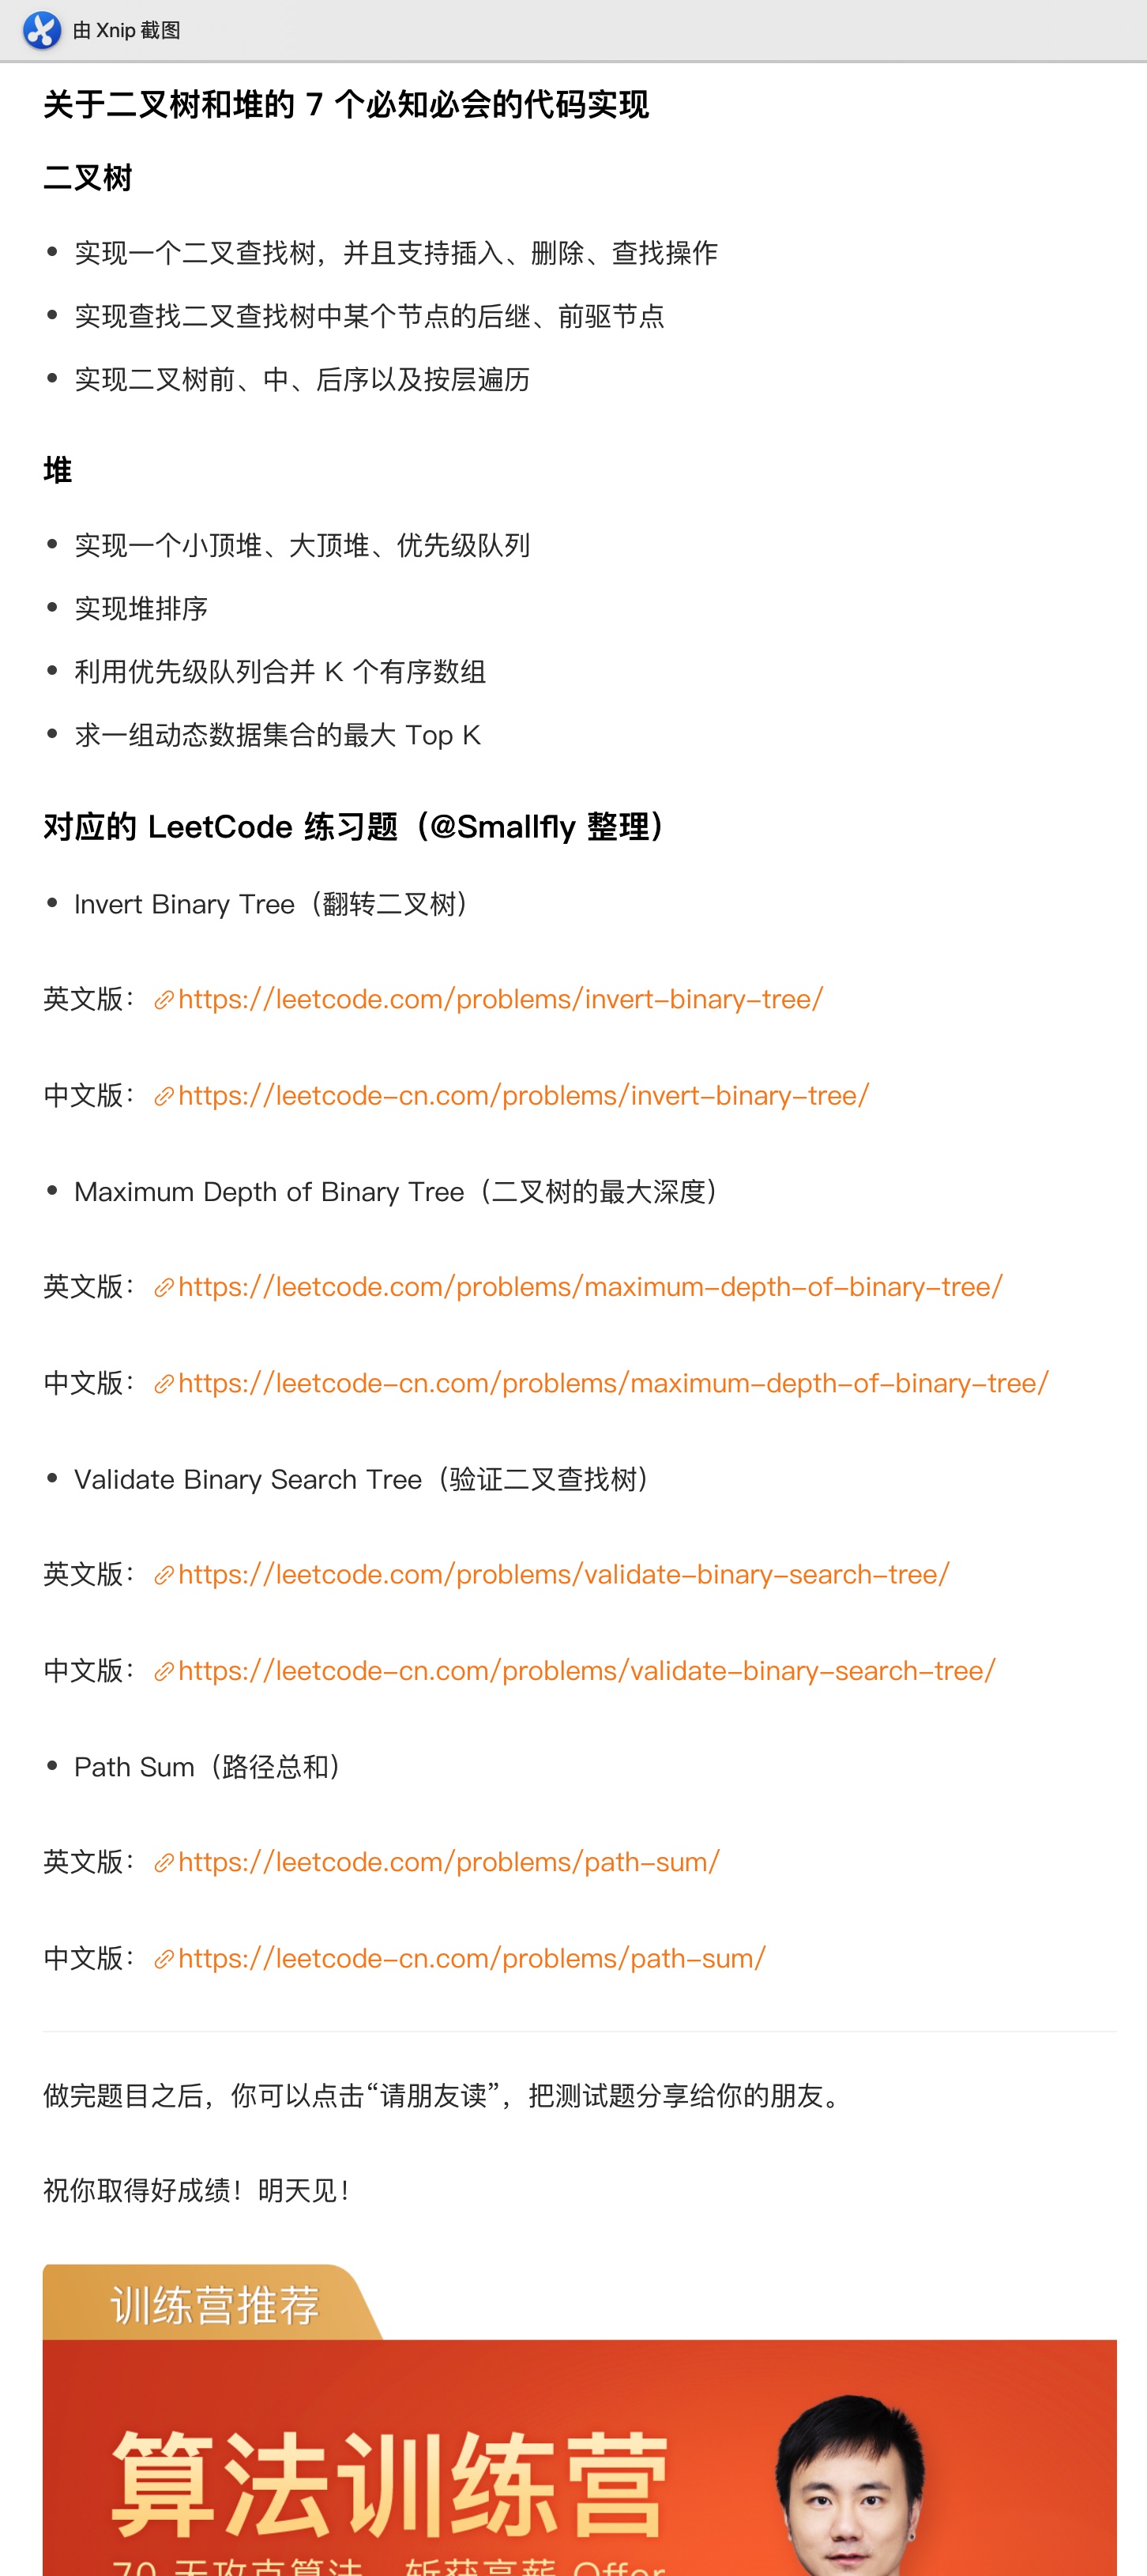 由 Xnip 截图
关于二叉树和堆的 7 个必知必会的代码实现
二叉树
• 实现一个二叉查找树，并且支持插入、删除、查找操作
• 实现查找二叉查找树中某个节点的后继、前驱节点
• 实现二叉树前、中、后序以及按层遍历
堆
• 实现一个小顶堆、大顶堆、优先级队列
• 实现堆排序
• 利用优先级队列合并 K 个有序数组
• 求一组动态数据集合的最大 Top K
对应的 LeetCode 练习题（@Smallfly 整理）
• Invert Binary Tree（翻转二叉树）
英文版：https://leetcode.com/problems/invert-binary-tree/
中文版：https://leetcode-cn.com/problems/invert-binary-tree/
• Maximum Depth of Binary Tree（二叉树的最大深度）
英文版：https://leetcode.com/problems/maximum-depth-of-binary-tree/
中文版：https://leetcode-cn.com/problems/maximum-depth-of-binary-tree/
• Validate Binary Search Tree（验证二叉查找树）
英文版：https://leetcode.com/problems/validate-binary-search-tree/
中文版：https://leetcode-cn.com/problems/validate-binary-search-tree/
• Path Sum（路径总和）
英文版：https://leetcode.com/problems/path-sum/
中文版：https://leetcode-cn.com/problems/path-sum/
做完题目之后，你可以点击“请朋友读”，把测试题分享给你的朋友。
祝你取得好成绩！明天见！
训练营推荐
算法训练营
70 天攻克算法，斩获高薪 Offer